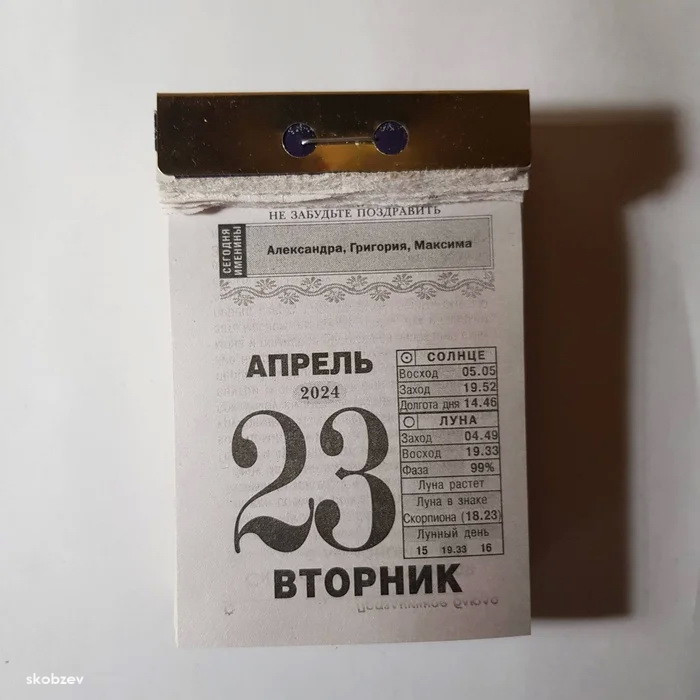 НЕ ЗАБУДЬТЕ ПОЗДРАВИТЬ
СЕГОДНЯ
ИМЕНИНЫ
Александра, Григория, Максима
АПРЕЛЬ
2024
23
ВТОРНИК
СОЛНЦЕ
Восход 05.05
Заход 19.52
Долгота дня 14.46
ЛУНА
Заход 04.49
Восход 19.33
Фаза 99%
Луна растет
Луна в знаке
Скорпиона (18.23)
Лунный день
15 19.33 16
skobzev